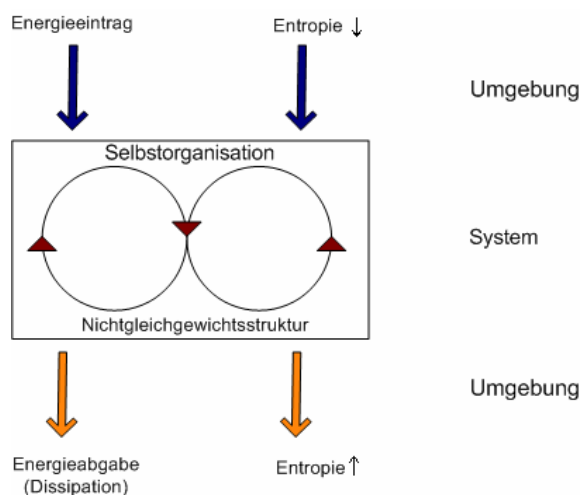 Energieeintrag
Entropie ↓
Umgebung
Selbstorganisation
System
Nichtgleichgewichtsstruktur
Umgebung
Energieabgabe
(Dissipation)
Entropie ↑